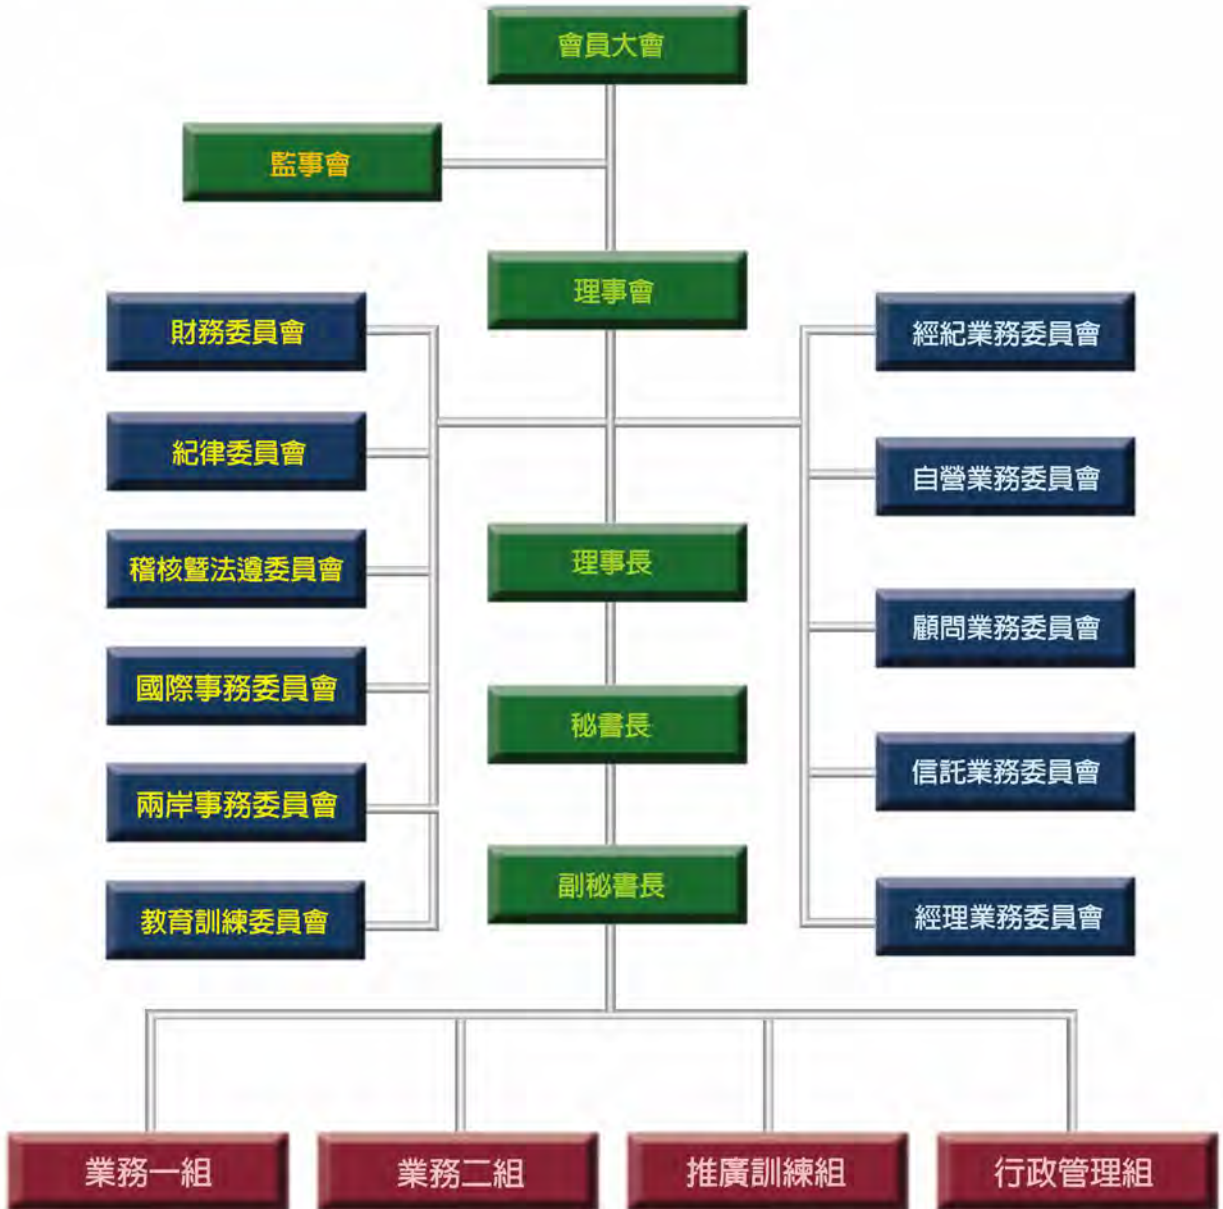 會員大會
監事會
理事會
財務委員會
紀律委員會
稽核暨法遵委員會
國際事務委員會
兩岸事務委員會
教育訓練委員會
理事長
秘書長
副秘書長
經紀業務委員會
自營業務委員會
顧問業務委員會
信託業務委員會
經理業務委員會
業務一組
業務二組
推廣訓練組
行政管理組